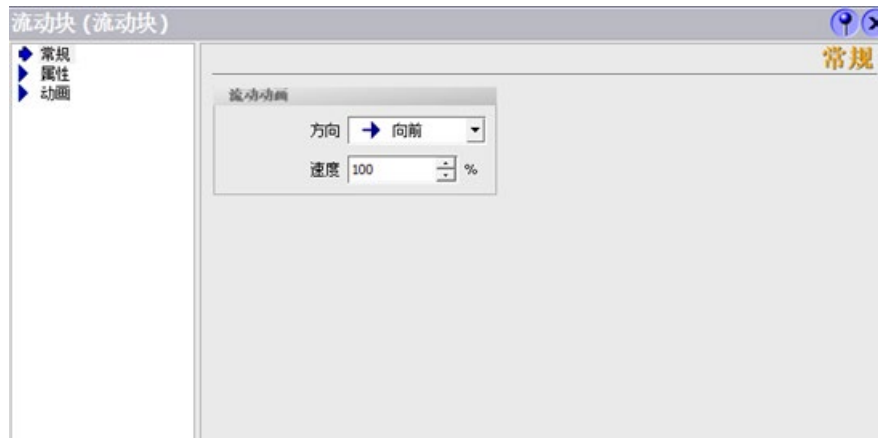 流动块 (流动块)
常规
属性
动画
常规
流动动画
方向 向前
速度 100 %